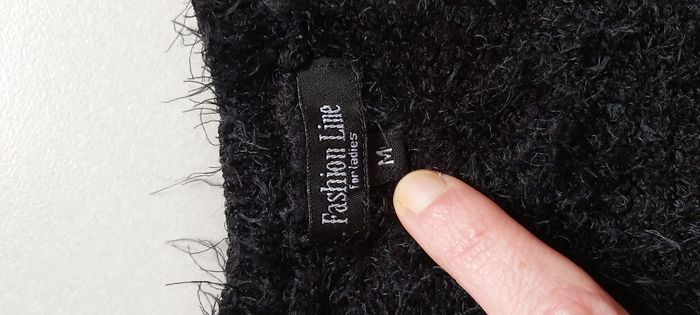 Fashion Line
for ladies
M